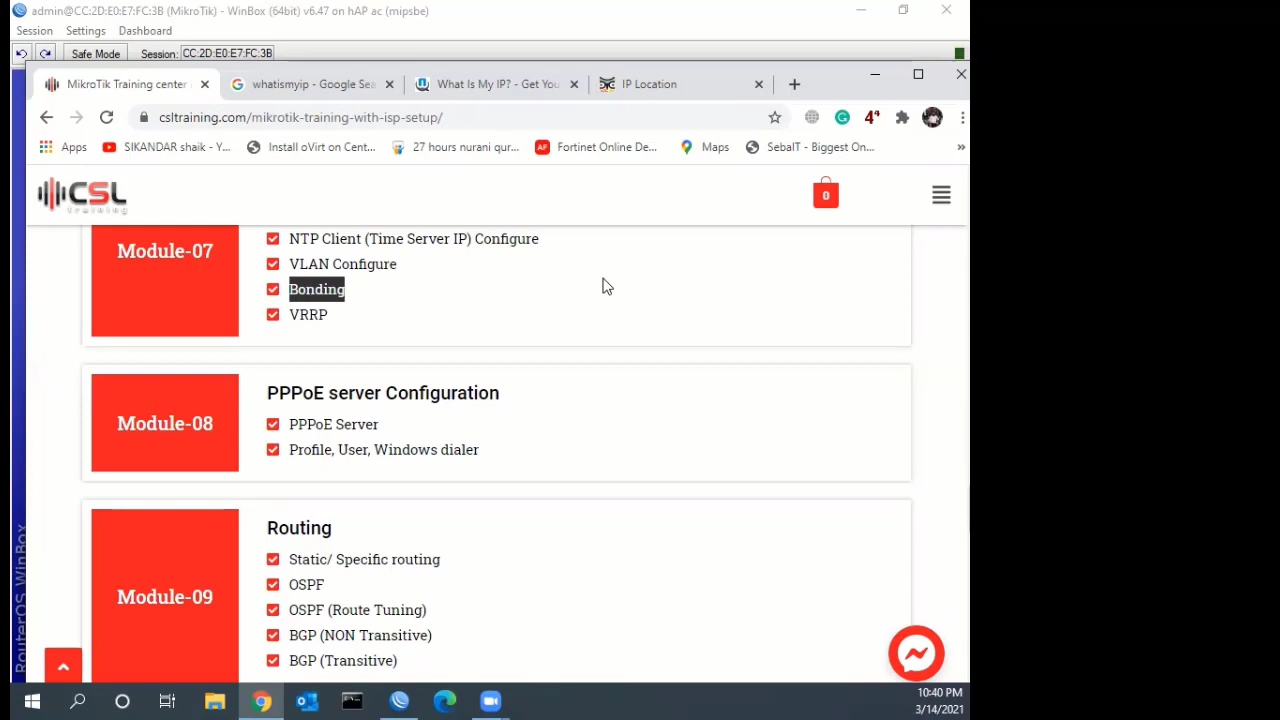 admin@CC:2D:E0:E7:FC:3B (MikroTik) - WinBox (64bit) v6.47 on hAP ac (mipsbe)
Session Settings Dashboard
Safe Mode Session: CC:2D:E0:E7:FC:3B
MikroTik Training center whatismyip - Google Sea What Is My IP? - Get You IP Location
csltraining.com/mikrotik-training-with-isp-setup/
4⁴
Apps SIKANDAR shaik - Y... Install oVirt on Cent... 27 hours nurani qur... AF Fortinet Online De... Maps SebaIT - Biggest On... »
CSL
Training
0
Module-07
NTP Client (Time Server IP) Configure
VLAN Configure
Bonding
VRRP
Module-08
PPPoE server Configuration
PPPoE Server
Profile, User, Windows dialer
Module-09
Routing
Static/ Specific routing
OSPF
OSPF (Route Tuning)
BGP (NON Transitive)
BGP (Transitive)
RouterOS WinBox
10:40 PM
3/14/2021